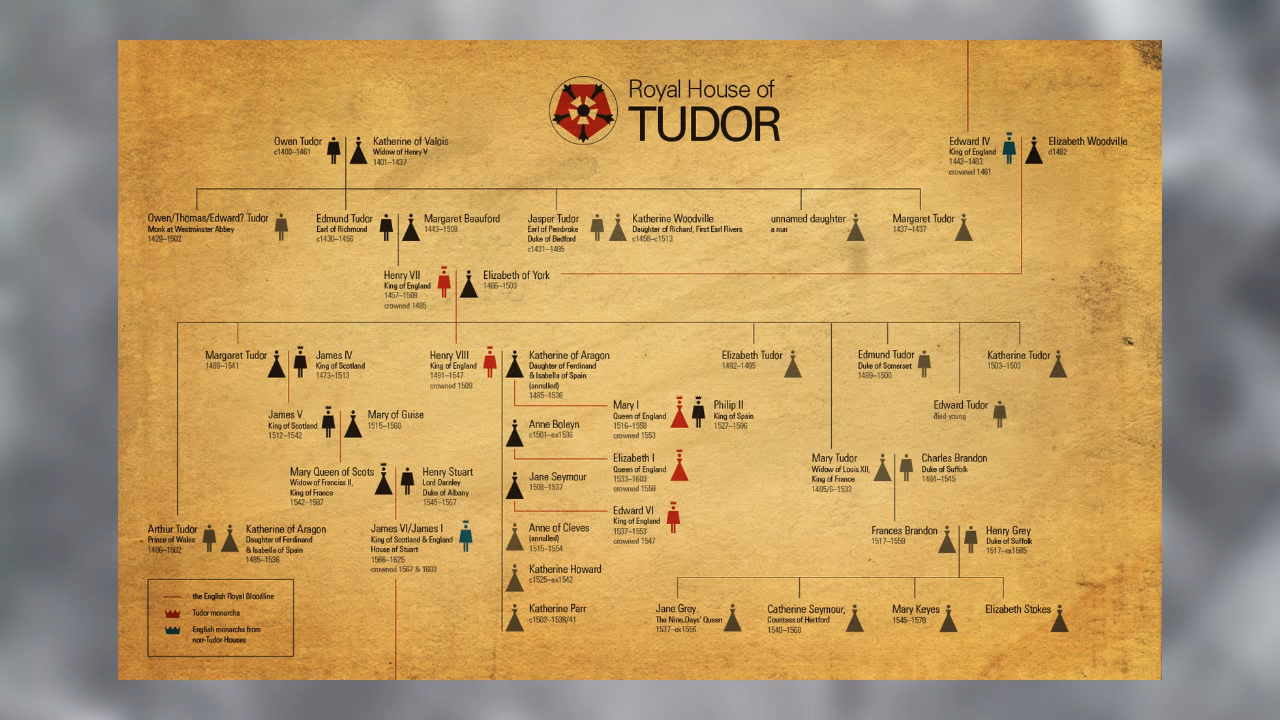 Royal House of
TUDOR
Owen Tudor
c1400–1461
Katherine of Valois
Widow of Henry V
1401–1437
Edward IV
King of England
1442–1483
crowned 1461
Elizabeth Woodville
d1492
Owen/Thomas/Edward? Tudor
Monk at Westminster Abbey
1429–1502
Edmund Tudor
Earl of Richmond
c1430–1456
Margaret Beauford
1443–1509
Jasper Tudor
Earl of Pembroke
Duke of Bedford
c1431–1495
Katherine Woodville
Daughter of Richard, First Earl Rivers
c1458–c1513
unnamed daughter
a nun
Margaret Tudor
1437–1437
Henry VII
King of England
1457–1509
crowned 1485
Elizabeth of York
1466–1503
Margaret Tudor
1489–1541
James IV
King of Scotland
1473–1513
Henry VIII
King of England
1491–1547
crowned 1509
Katherine of Aragon
Daughter of Ferdinand
& Isabella of Spain
(annulled)
1485–1536
Elizabeth Tudor
1492–1495
Edmund Tudor
Duke of Somerset
1499–1500
Katherine Tudor
1503–1503
Mary I
Queen of England
1516–1558
crowned 1553
Philip II
King of Spain
1527–1598
Edward Tudor
died young
James V
King of Scotland
1512–1542
Mary of Guise
1515–1560
Anne Boleyn
c1501–ex1536
Elizabeth I
Queen of England
1533–1603
crowned 1559
Mary Tudor
Widow of Louis XII,
King of France
1495/6–1533
Charles Brandon
Duke of Suffolk
1484–1545
Mary Queen of Scots
Widow of Franciss II,
King of France
1542–1587
Henry Stuart
Lord Darnley
Duke of Albany
1545–1567
Jane Seymour
1508–1537
Edward VI
King of England
1537–1553
crowned 1547
Arthur Tudor
Prince of Wales
1486–1502
Katherine of Aragon
Daughter of Ferdinand
& Isabella of Spain
1485–1536
James VI/James I
King of Scotland & England
House of Stuart
1566–1625
crowned 1567 & 1603
Anne of Cleves
(annulled)
1515–1554
Frances Brandon
1517–1559
Henry Grey
Duke of Suffolk
1517–ex1585
Katherine Howard
c1525–ex1542
Katherine Parr
c1502–1539/41
Jane Grey
The 'Nine Days' Queen
1537–ex1556
Catherine Seymour,
Countess of Hertford
1540–1568
Mary Keyes
1545–1578
Elizabeth Stokes
the English Royal Bloodline
Tudor monarchs
English monarchs from
non-Tudor Houses